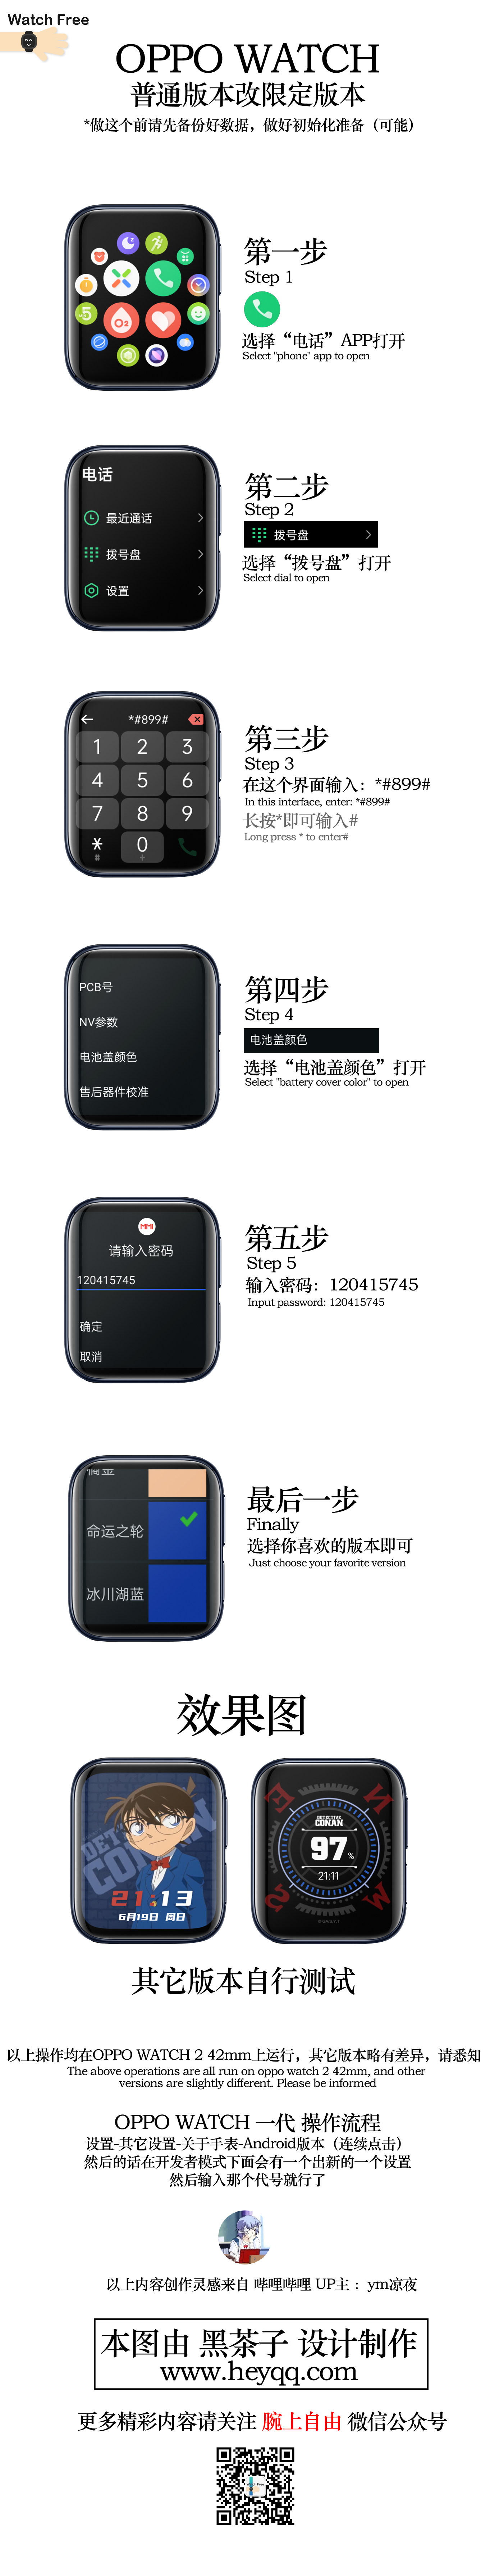 Watch Free
OPPO WATCH
普通版本改限定版本
*做这个前请先备份好数据，做好初始化准备（可能）
第一步
Step 1
选择“电话”APP打开
Select "phone" app to open
电话
最近通话
拨号盘
设置
第二步
Step 2
拨号盘
选择“拨号盘”打开
Select dial to open
*#899#
1 2 3
4 5 6
7 8 9
* 0
# +
第三步
Step 3
在这个界面输入：*#899#
In this interface, enter: *#899#
长按*即可输入#
Long press * to enter#
PCB号
NV参数
电池盖颜色
售后器件校准
第四步
Step 4
电池盖颜色
选择“电池盖颜色”打开
Select "battery cover color" to open
MMI
请输入密码
120415745
确定
取消
第五步
Step 5
输入密码：120415745
Input password: 120415745
命运之轮
冰川湖蓝
最后一步
Finally
选择你喜欢的版本即可
Just choose your favorite version
效果图
CONAN
21:13
6月19日 周日
DETECTIVE
CONAN
97%
21:11
N
E
S
W
其它版本自行测试
以上操作均在OPPO WATCH 2 42mm上运行，其它版本略有差异，请悉知
The above operations are all run on oppo watch 2 42mm, and other
versions are slightly different. Please be informed
OPPO WATCH 一代 操作流程
设置-其它设置-关于手表-Android版本（连续点击）
然后的话在开发者模式下面会有一个出新的一个设置
然后输入那个代号就行了
以上内容创作灵感来自 哔哩哔哩 UP主 ：ym凉夜
本图由 黑茶子 设计制作
www.heyqq.com
更多精彩内容请关注 腕上自由 微信公众号